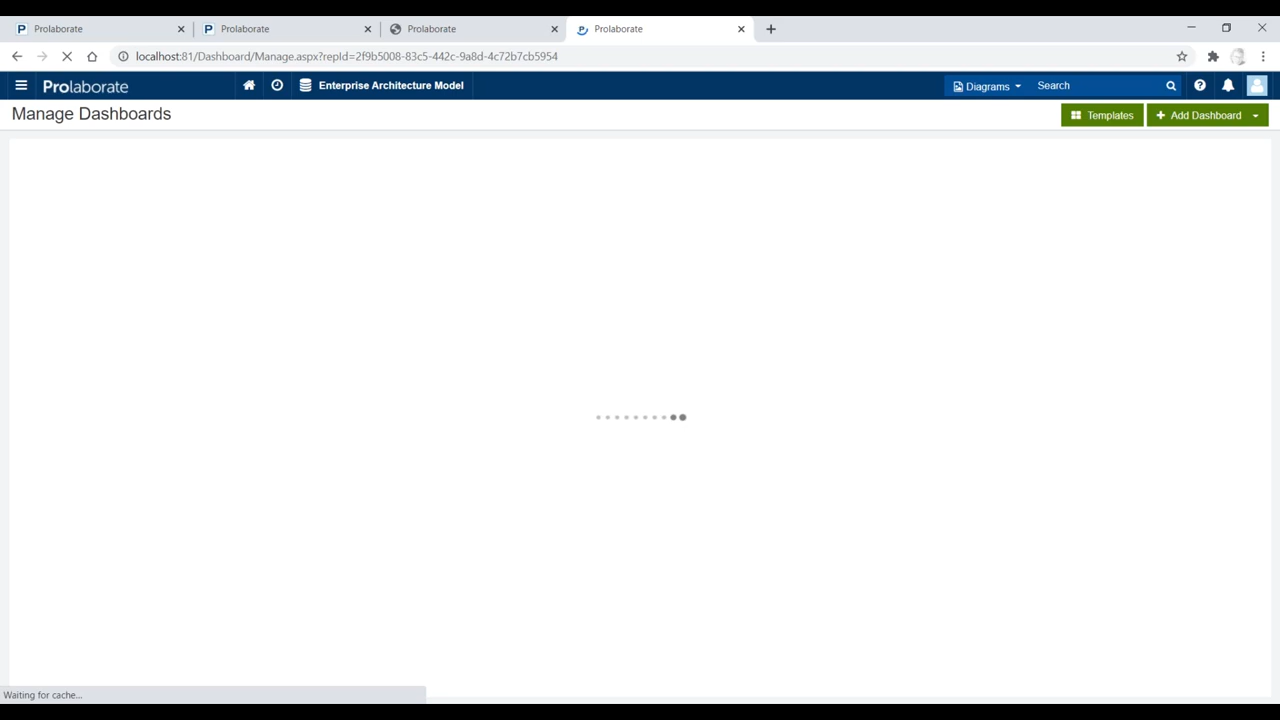 Prolaborate Prolaborate Prolaborate Prolaborate
localhost:81/Dashboard/Manage.aspx?repId=2f9b5008-83c5-442c-9a8d-4c72b7cb5954
Prolaborate Enterprise Architecture Model Diagrams Search
Manage Dashboards Templates Add Dashboard
Waiting for cache...